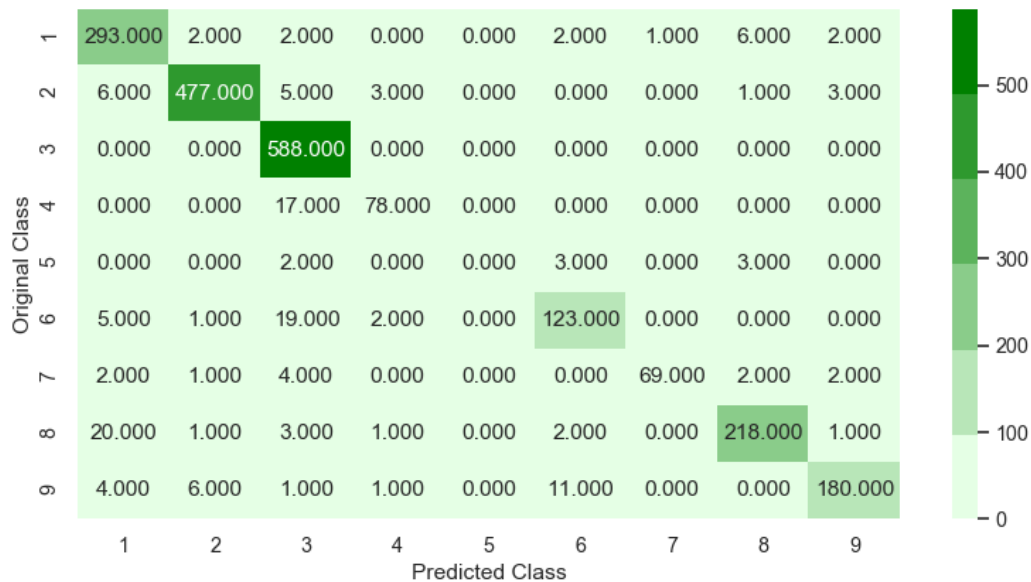 1 293.000 2.000 2.000 0.000 0.000 2.000 1.000 6.000 2.000
2 6.000 477.000 5.000 3.000 0.000 0.000 0.000 1.000 3.000
3 0.000 0.000 588.000 0.000 0.000 0.000 0.000 0.000 0.000
4 0.000 0.000 17.000 78.000 0.000 0.000 0.000 0.000 0.000
5 0.000 0.000 2.000 0.000 0.000 3.000 0.000 3.000 0.000
6 5.000 1.000 19.000 2.000 0.000 123.000 0.000 0.000 0.000
7 2.000 1.000 4.000 0.000 0.000 0.000 69.000 2.000 2.000
8 20.000 1.000 3.000 1.000 0.000 2.000 0.000 218.000 1.000
9 4.000 6.000 1.000 1.000 0.000 11.000 0.000 0.000 180.000
1 2 3 4 5 6 7 8 9
Predicted Class
Original Class
500
400
300
200
100
0